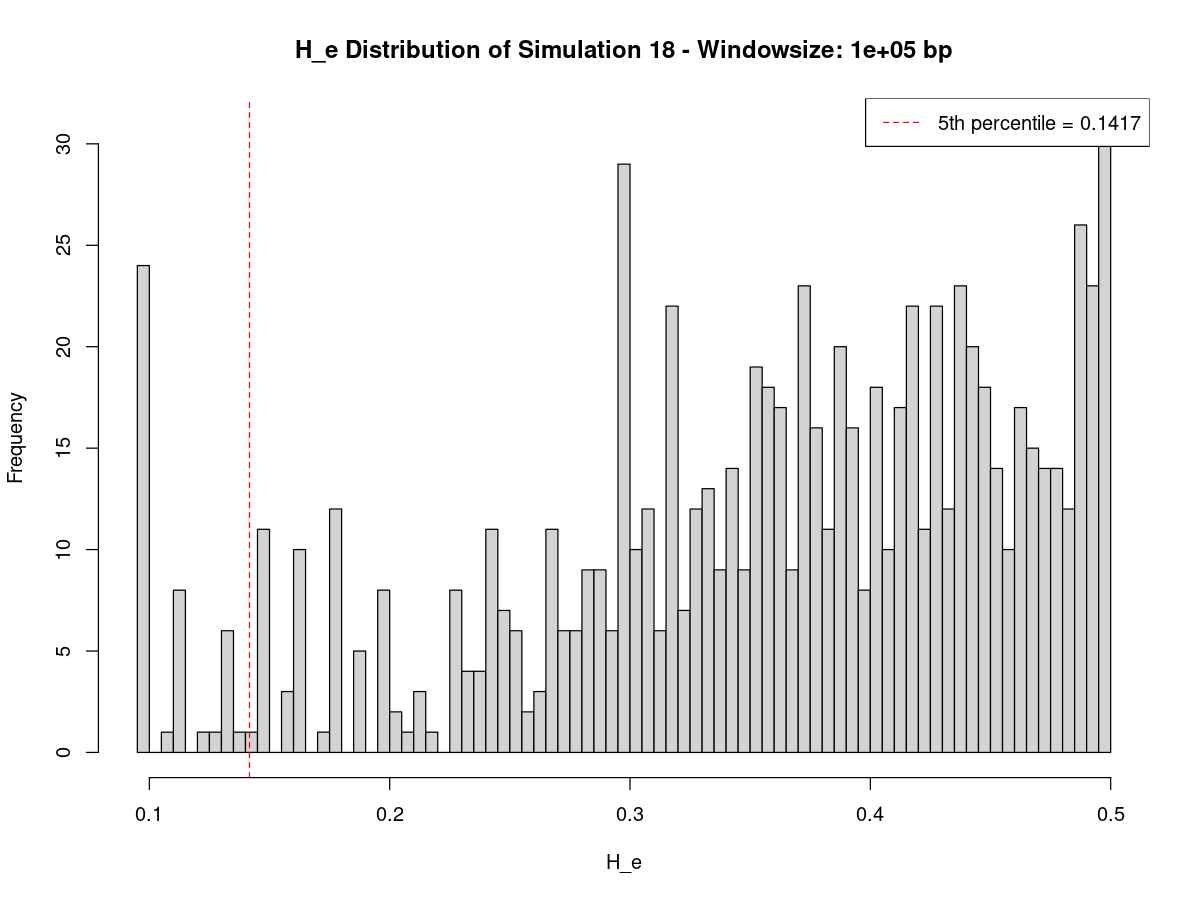 H_e Distribution of Simulation 18 - Windowsize: 1e+05 bp
5th percentile = 0.1417
30
25
20
15
10
5
0
Frequency
0.1 0.2 0.3 0.4 0.5
H_e